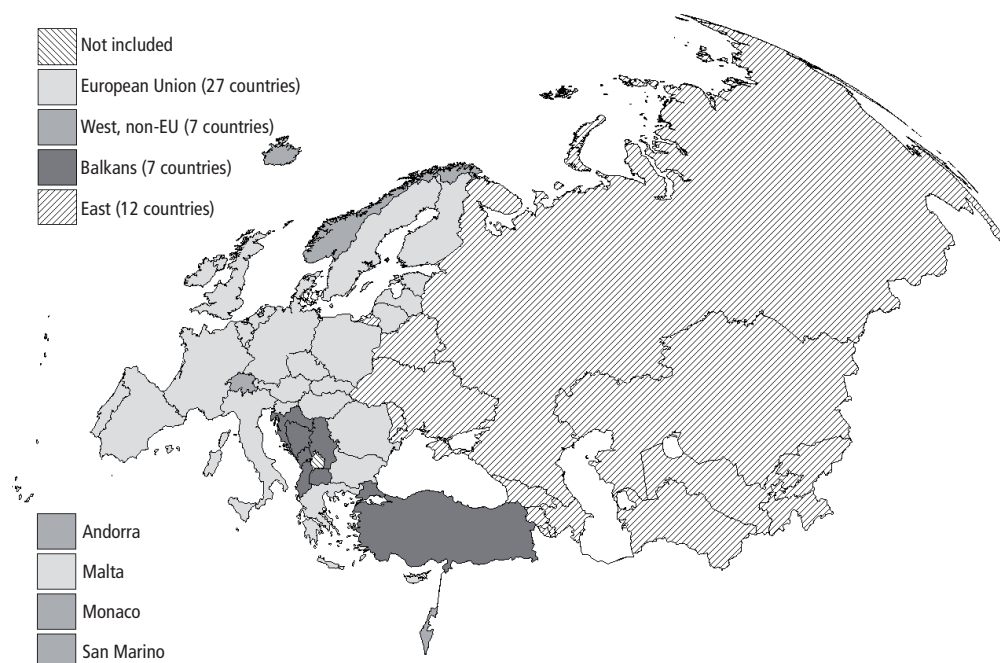 Not included
European Union (27 countries)
West, non-EU (7 countries)
Balkans (7 countries)
East (12 countries)
Andorra
Malta
Monaco
San Marino